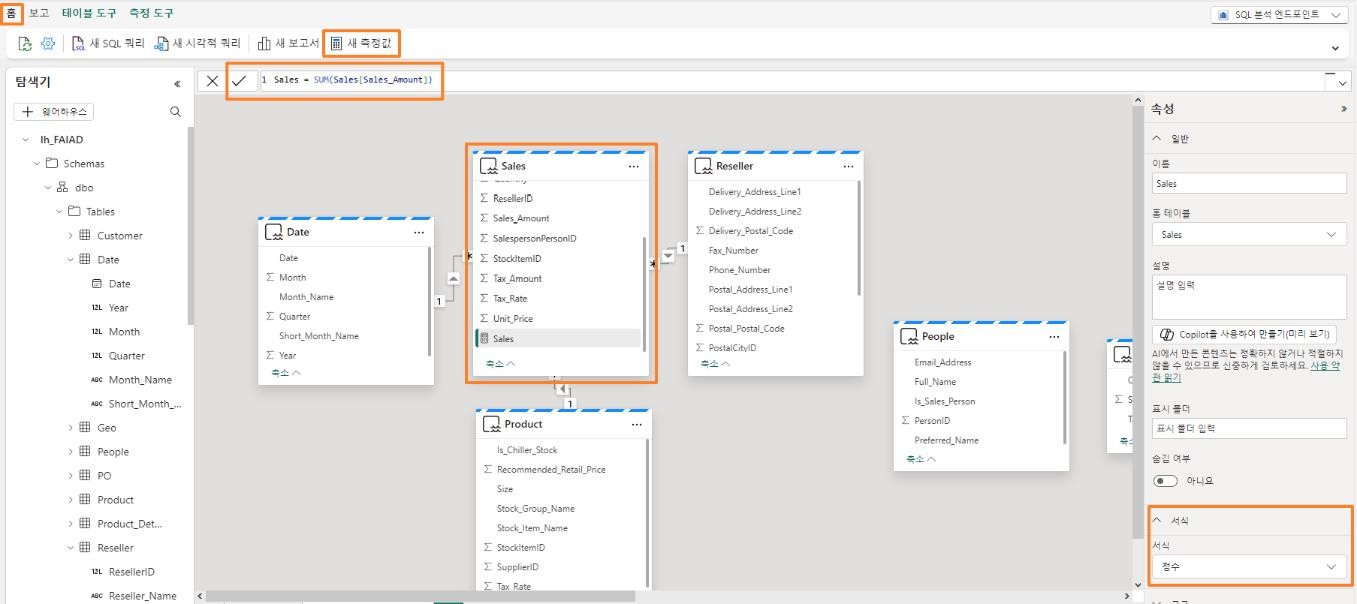 홈 보고 테이블 도구 측정 도구
SQL 분석 엔드포인트
새 SQL 쿼리 새 시각적 쿼리 새 보고서 새 측정값
탐색기
1 Sales = SUM(Sales[Sales_Amount])
웨어하우스
lh_FAIAD
Schemas
dbo
Tables
Customer
Date
Date
Year
Month
Quarter
Month_Name
Short_Month_...
Geo
People
PO
Product
Product_Det...
Reseller
ResellerID
Reseller_Name
Date
Date
Month
Month_Name
Quarter
Short_Month_Name
Year
축소
1
Sales
ResellerID
Sales_Amount
SalespersonPersonID
StockItemID
Tax_Amount
Tax_Rate
Unit_Price
Sales
축소
1
Product
Is_Chiller_Stock
Recommended_Retail_Price
Size
Stock_Group_Name
Stock_Item_Name
StockItemID
SupplierID
Tax_Rate
1
Reseller
Delivery_Address_Line1
Delivery_Address_Line2
Delivery_Postal_Code
Fax_Number
Phone_Number
Postal_Address_Line1
Postal_Address_Line2
Postal_Postal_Code
PostalCityID
축소
People
Email_Address
Full_Name
Is_Sales_Person
PersonID
Preferred_Name
축소
속성
일반
이름
Sales
홈 테이블
Sales
설명
설명 입력
Copilot을 사용하여 만들기(미리 보기)
AI에서 만든 콘텐츠는 정확하지 않거나 적절하지
않을 수 있으므로 신중하게 검토하세요. 사용 약
관 읽기
표시 폴더
표시 폴더 입력
숨김 여부
아니요
서식
서식
정수